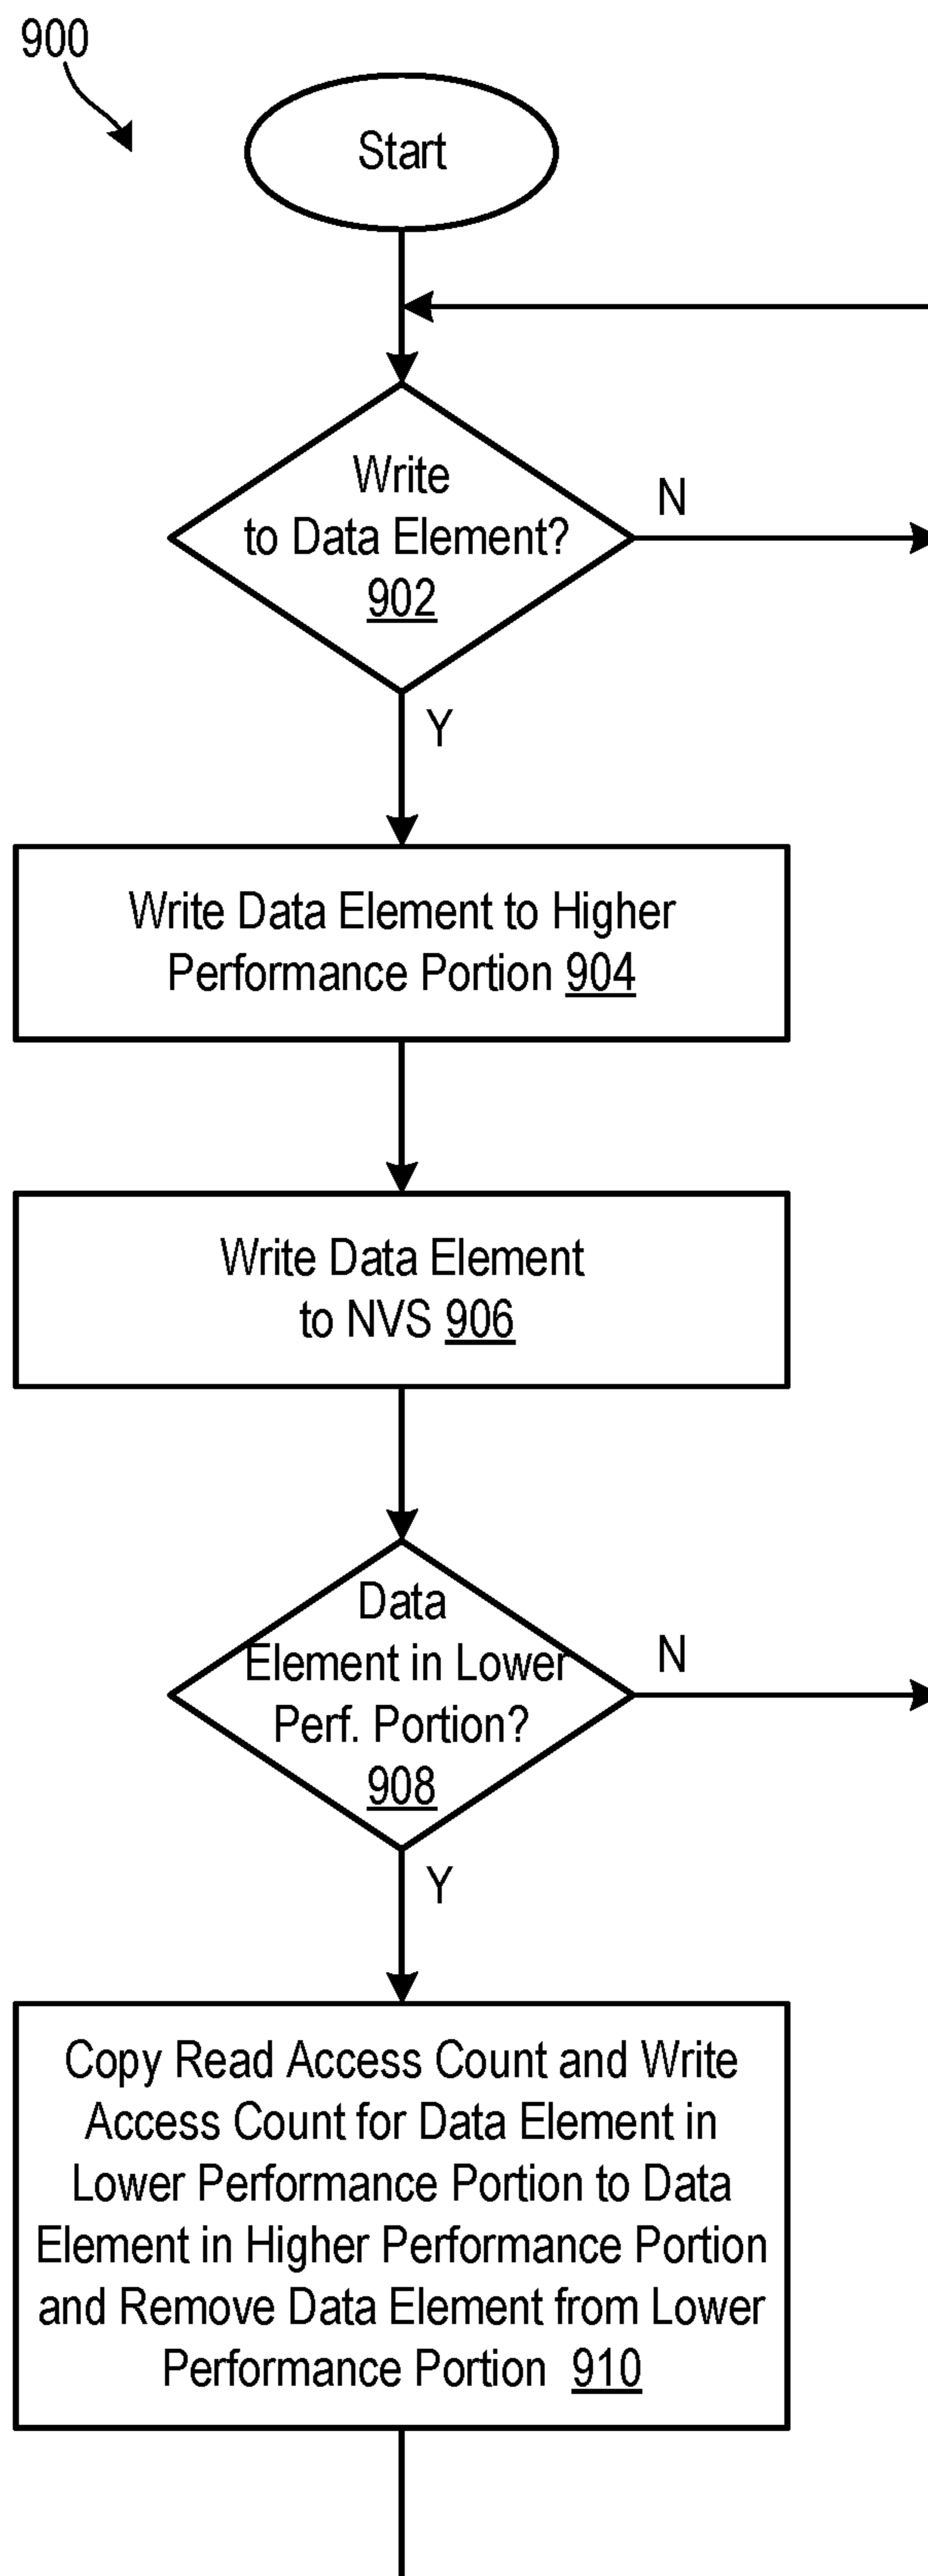 900
Start
Write
to Data Element?
902
N
Y
Write Data Element to Higher
Performance Portion 904
Write Data Element
to NVS 906
Data
Element in Lower
Perf. Portion?
908
N
Y
Copy Read Access Count and Write
Access Count for Data Element in
Lower Performance Portion to Data
Element in Higher Performance Portion
and Remove Data Element from Lower
Performance Portion 910